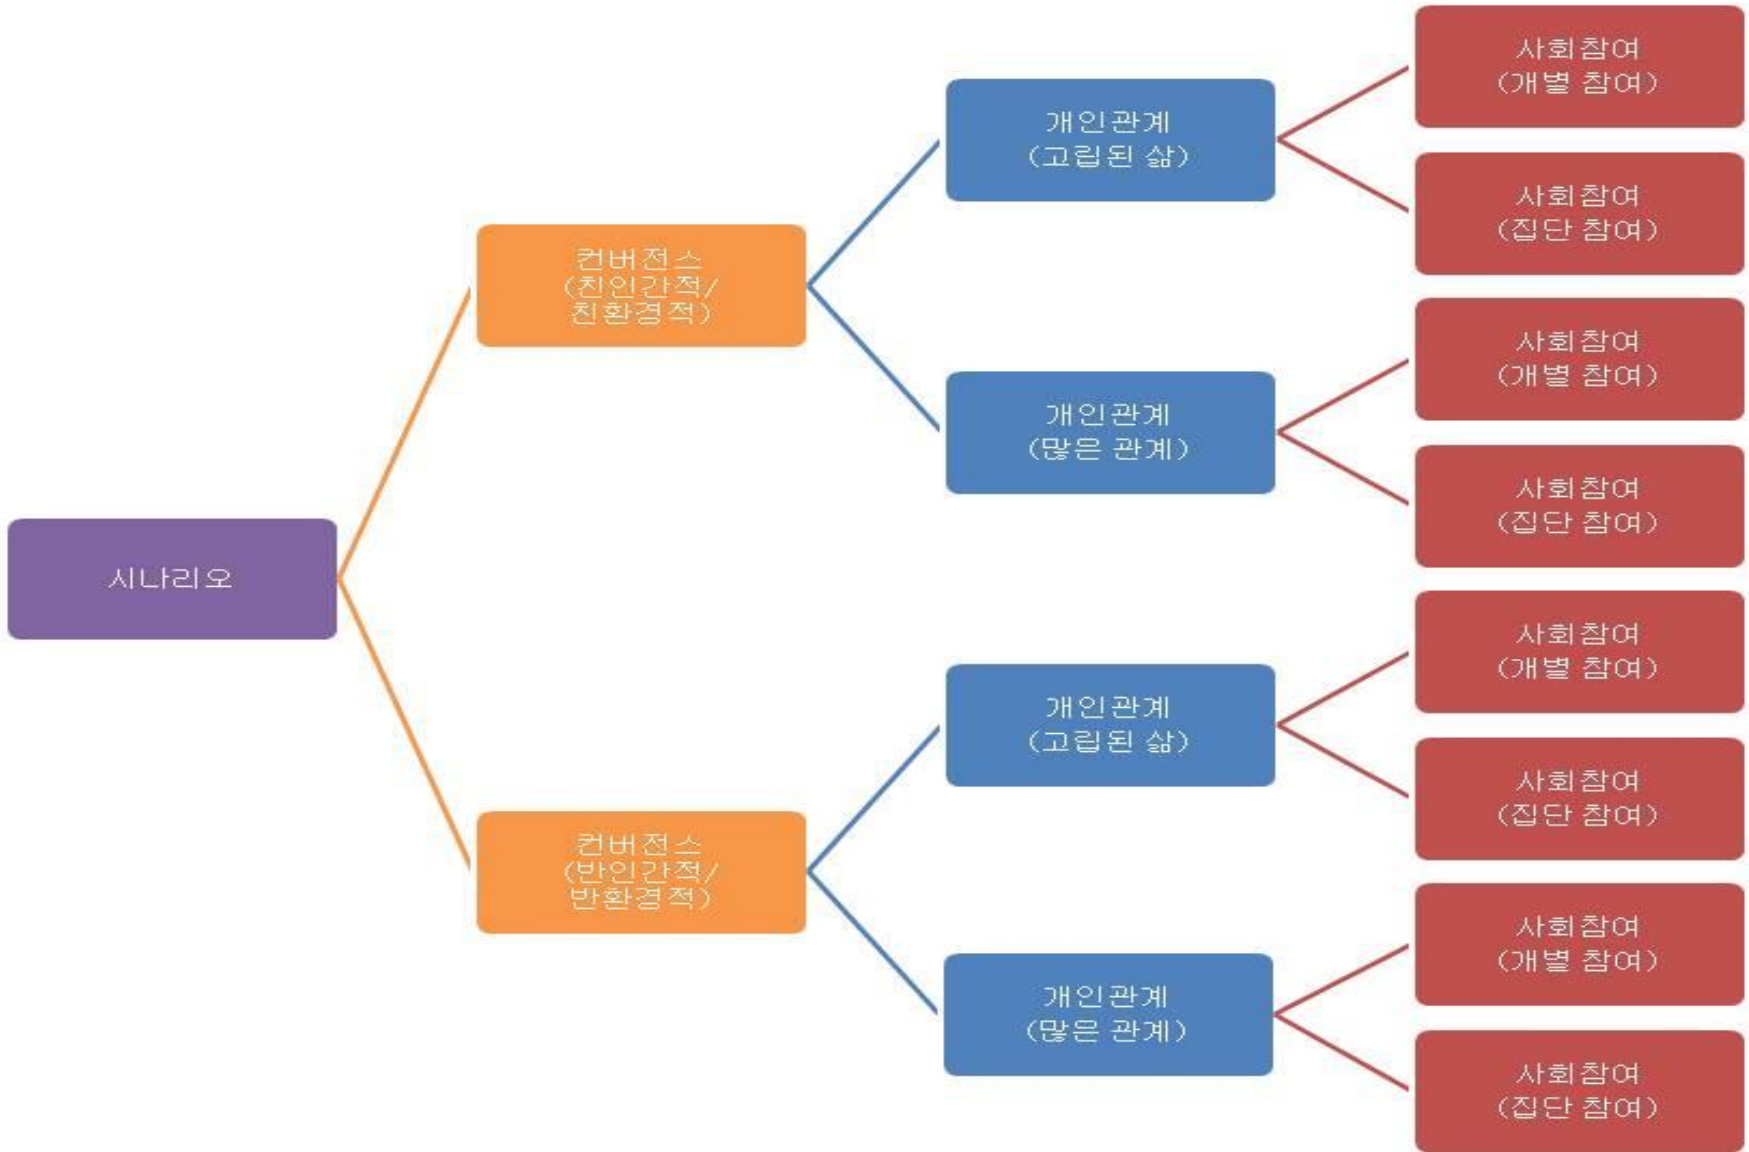 시나리오
컨버전스
(친인간적/
친환경적)
개인관계
(고립된 삶)
사회참여
(개별 참여)
사회참여
(집단 참여)
개인관계
(많은 관계)
사회참여
(개별 참여)
사회참여
(집단 참여)
컨버전스
(반인간적/
반환경적)
개인관계
(고립된 삶)
사회참여
(개별 참여)
사회참여
(집단 참여)
개인관계
(많은 관계)
사회참여
(개별 참여)
사회참여
(집단 참여)